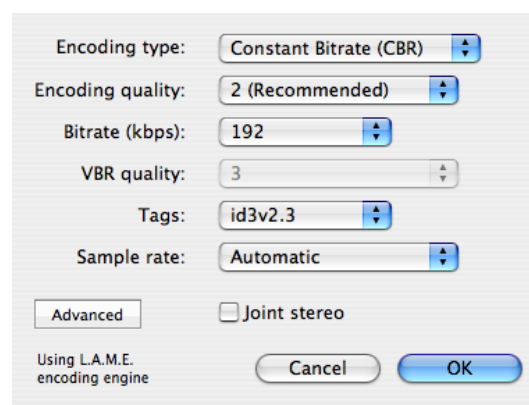 Encoding type: Constant Bitrate (CBR)
Encoding quality: 2 (Recommended)
Bitrate (kbps): 192
VBR quality: 3
Tags: id3v2.3
Sample rate: Automatic
Advanced Joint stereo
Using L.A.M.E.
encoding engine
Cancel OK